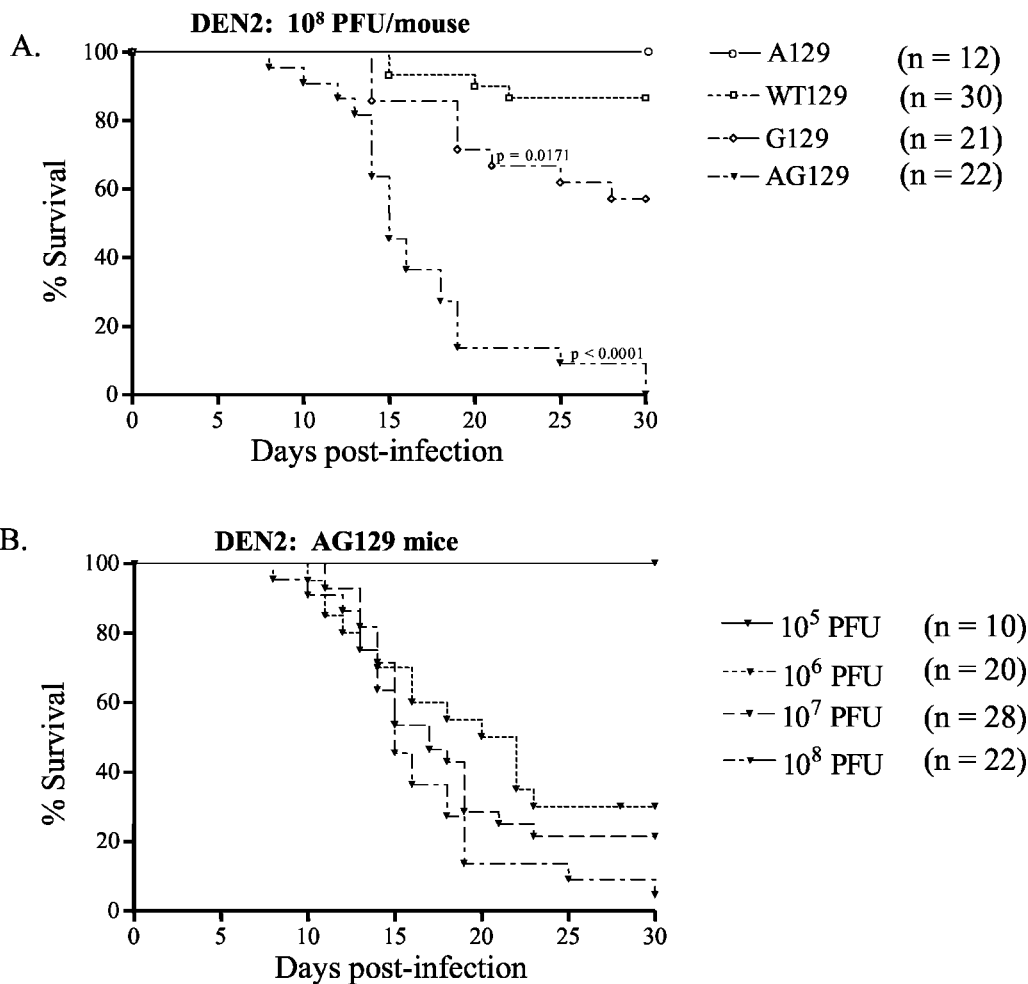 A.
DEN2: 10⁸ PFU/mouse
100
80
60
40
20
0
% Survival
0 5 10 15 20 25 30
Days post-infection
p = 0.0171
p < 0.0001
A129 (n = 12)
WT129 (n = 30)
G129 (n = 21)
AG129 (n = 22)
B.
DEN2: AG129 mice
100
80
60
40
20
0
% Survival
0 5 10 15 20 25 30
Days post-infection
10⁵ PFU (n = 10)
10⁶ PFU (n = 20)
10⁷ PFU (n = 28)
10⁸ PFU (n = 22)